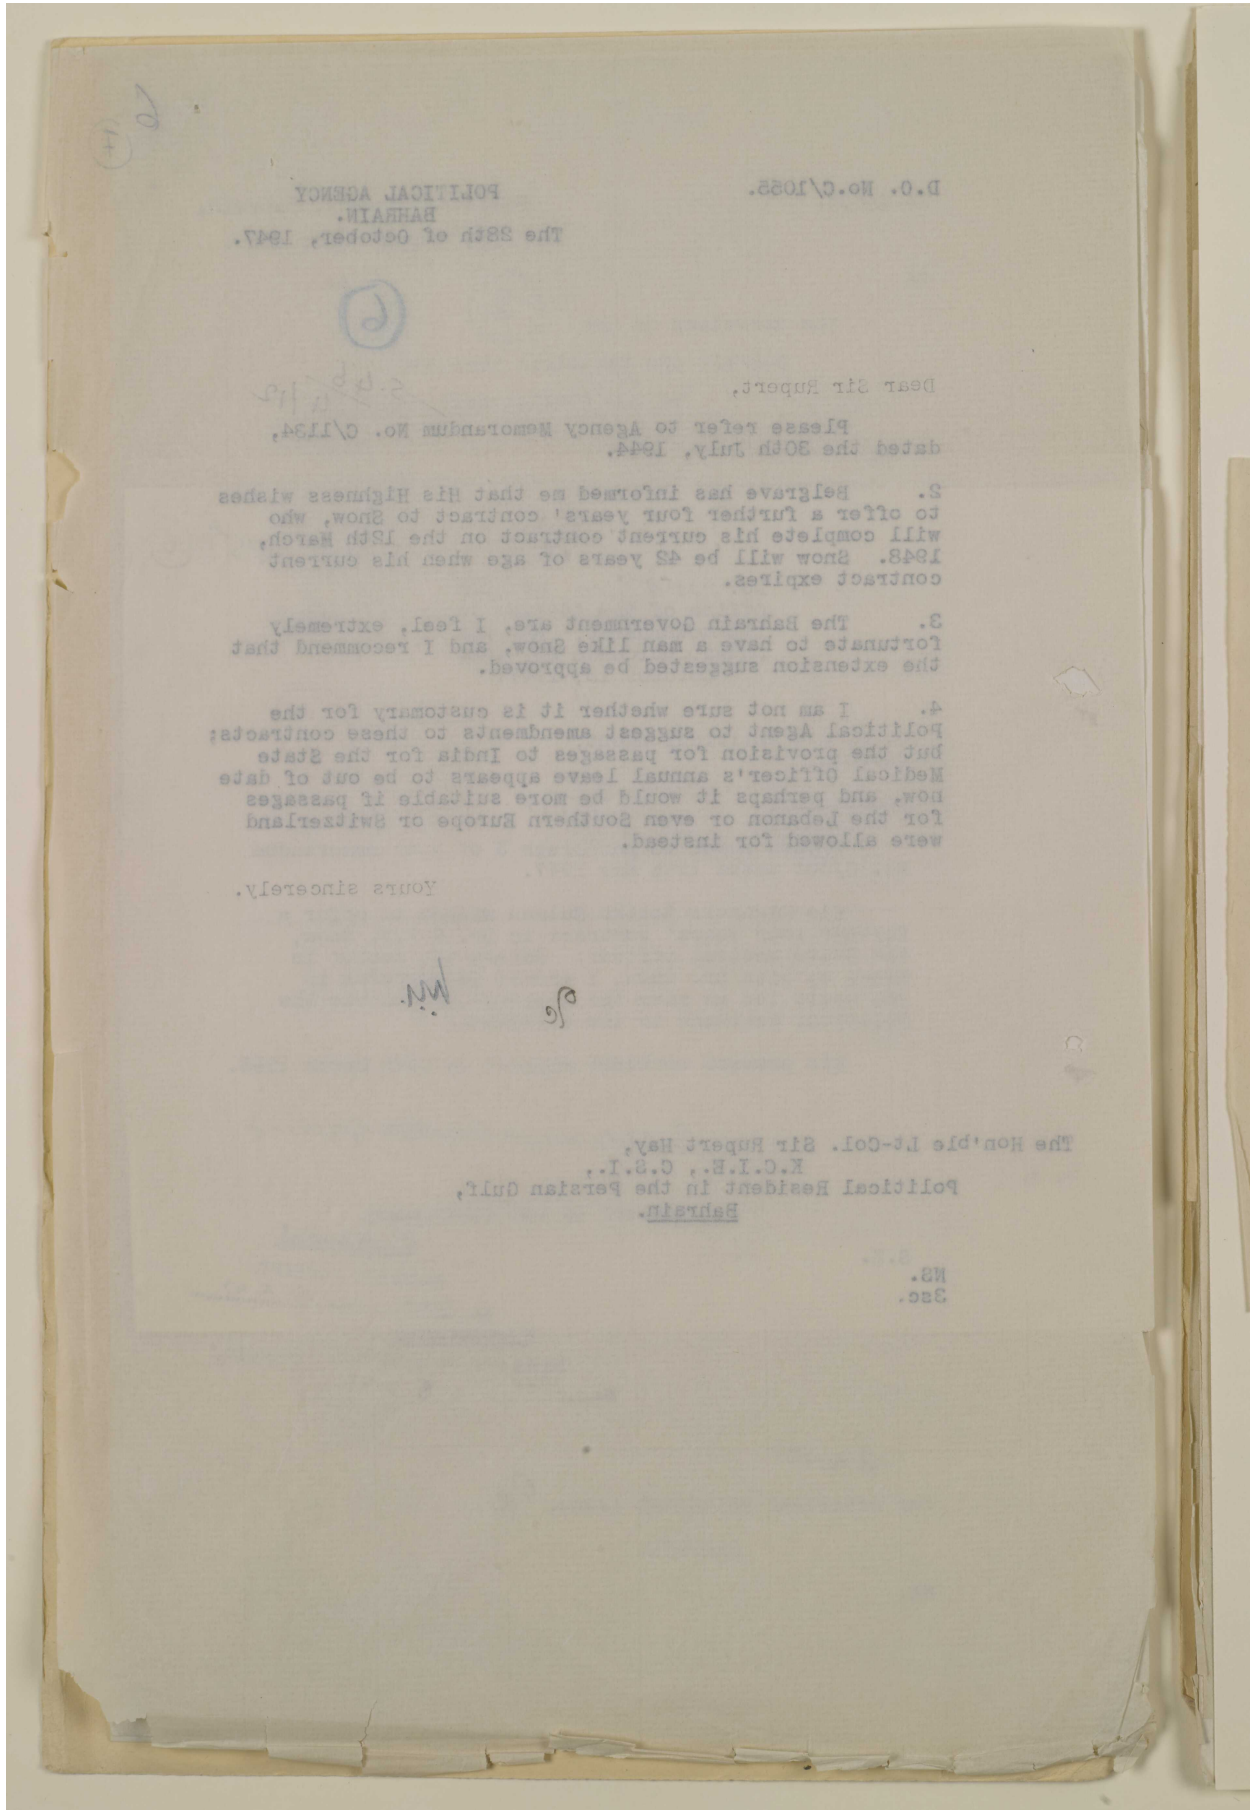 D.O. No.C/1055.
POLITICAL AGENCY
BAHRAIN.
The 28th of October, 1947.
6
Dear Sir Rupert,
Please refer to Agency Memorandum No. C/1134,
dated the 30th July, 1944.
2. Belgrave has informed me that His Highness wishes
to offer a further four years' contract to Snow, who
will complete his current contract on the 12th March,
1948. Snow will be 42 years of age when his current
contract expires.
3. The Bahrain Government are, I feel, extremely
fortunate to have a man like Snow, and I recommend that
the extension suggested be approved.
4. I am not sure whether it is customary for the
Political Agent to suggest amendments to these contracts;
but the provision for passages to India for the State
Medical Officer's annual leave appears to be out of date
now, and perhaps it would be more suitable if passages
for the Lebanon or even Southern Europe or Switzerland
were allowed for instead.
Yours sincerely.
The Hon'ble Lt-Col. Sir Rupert Hay,
K.C.I.E., C.S.I.,
Political Resident in the Persian Gulf,
Bahrain.
NS.
3sc.